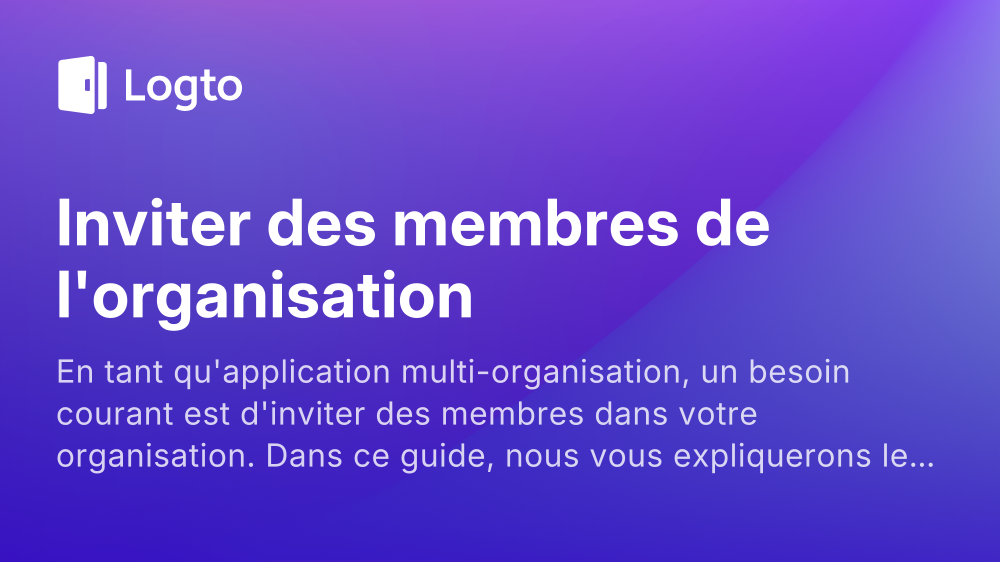 Logto
Inviter des membres de
l'organisation
En tant qu'application multi-organisation, un besoin
courant est d'inviter des membres dans votre
organisation. Dans ce guide, nous vous expliquerons le...